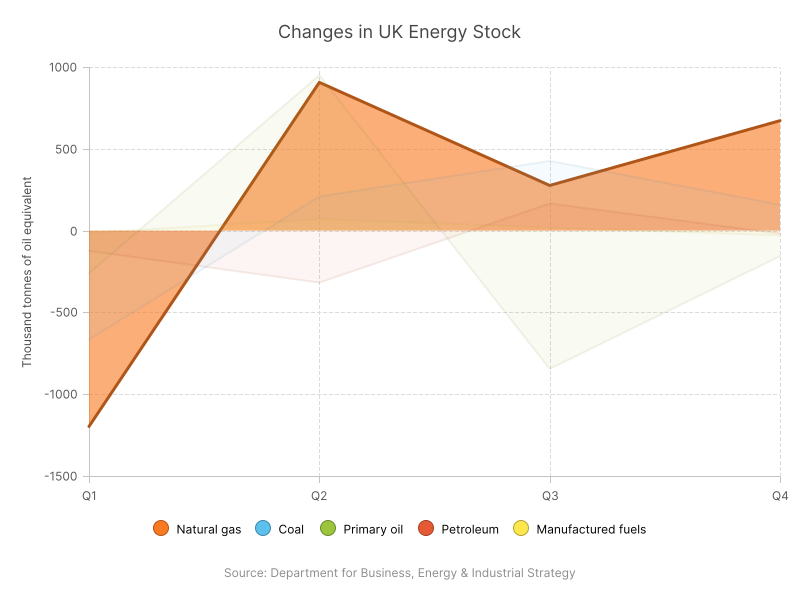 Changes in UK Energy Stock
1000
500
0
-500
-1000
-1500
Thousand tonnes of oil equivalent
Q1 Q2 Q3 Q4
Natural gas Coal Primary oil Petroleum Manufactured fuels
Source: Department for Business, Energy & Industrial Strategy